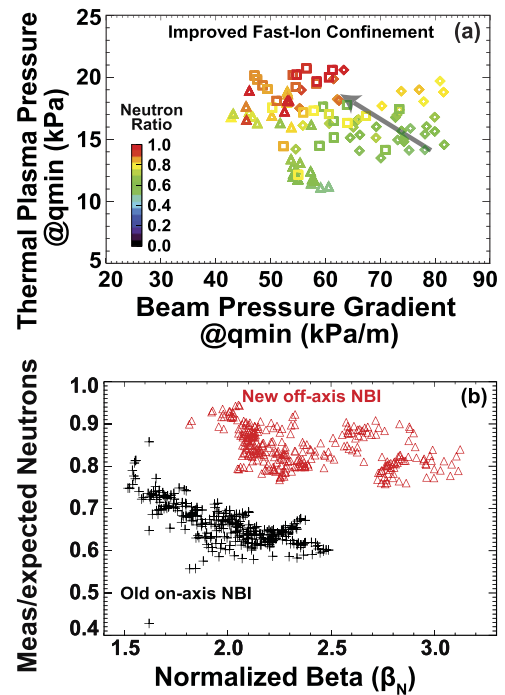 Improved Fast-Ion Confinement (a)
Thermal Plasma Pressure
@qmin (kPa)
25
20
15
10
5
Neutron
Ratio
1.0
0.8
0.6
0.4
0.2
0.0
20 30 40 50 60 70 80 90
Beam Pressure Gradient
@qmin (kPa/m)
Meas/expected Neutrons
1.0
0.9
0.8
0.7
0.6
0.5
0.4
New off-axis NBI
(b)
Old on-axis NBI
1.5 2.0 2.5 3.0
Normalized Beta (βN)